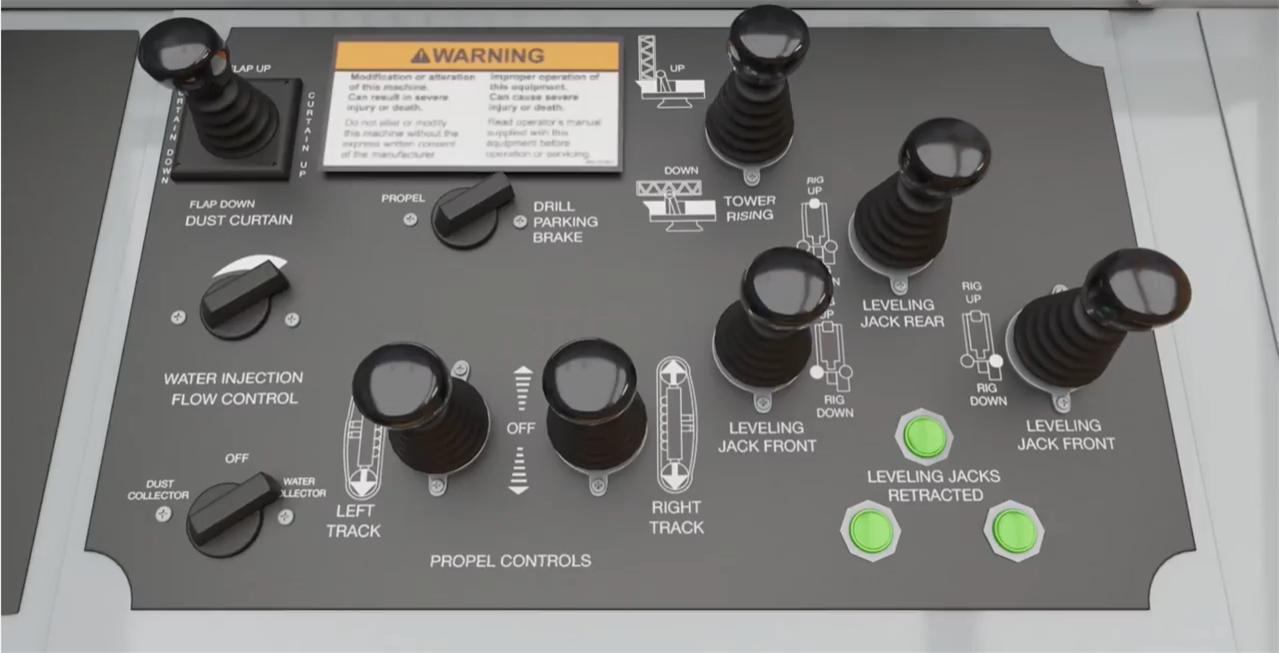 FLAP UP
CURTAIN DOWN
CURTAIN UP
FLAP DOWN
DUST CURTAIN
WARNING
Modification or alteration
of this machine.
Can result in severe
injury or death.
Do not alter or modify
this machine without the
express written consent
of the manufacturer
Improper operation of
this equipment.
Can cause severe
injury or death.
Read operator's manual
supplied with this
equipment before
operation or servicing.
PROPEL
DRILL
PARKING
BRAKE
UP
DOWN
TOWER
RISING
RIG
UP
LEVELING
JACK REAR
UP
RIG
DOWN
LEVELING
JACK FRONT
RIG
UP
RIG
DOWN
LEVELING
JACK FRONT
WATER INJECTION
FLOW CONTROL
OFF
DUST
COLLECTOR
WATER
OLLECTOR
LEFT
TRACK
OFF
RIGHT
TRACK
PROPEL CONTROLS
LEVELING JACKS
RETRACTED